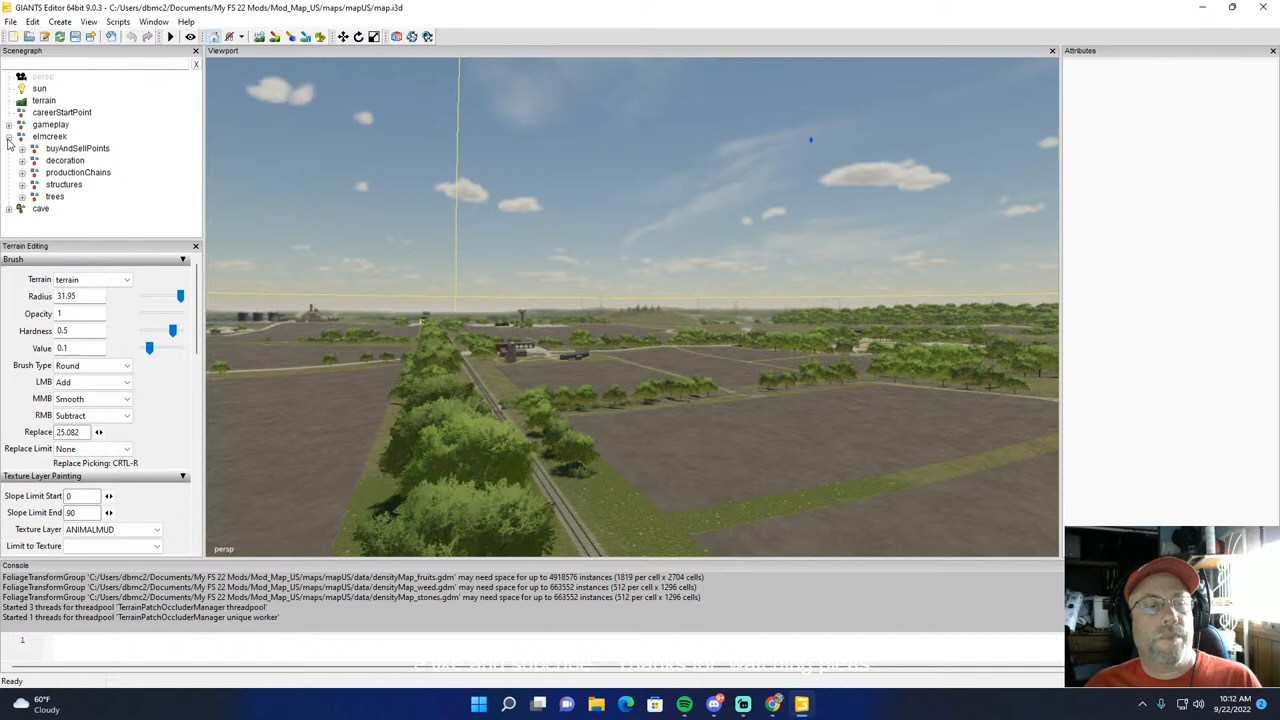 GIANTS Editor 64bit 9.0.3 - C:/Users/dbmc2/Documents/My FS 22 Mods/Mod_Map_US/maps/mapUS/map.i3d
File Edit Create View Scripts Window Help
Scenegraph
persp
sun
terrain
careerStartPoint
gameplay
elmcreek
buyAndSellPoints
decoration
productionChains
structures
trees
cave
Terrain Editing
Brush
Terrain terrain
Radius 31.95
Opacity 1
Hardness 0.5
Value 0.1
Brush Type Round
LMB Add
MMB Smooth
RMB Subtract
Replace 25.082
Replace Limit None
Replace Picking: CRTL-R
Texture Layer Painting
Slope Limit Start 0
Slope Limit End 90
Texture Layer ANIMALMUD
Limit to Texture
Viewport
persp
Attributes
Console
FoliageTransformGroup 'C:/Users/dbmc2/Documents/My FS 22 Mods/Mod_Map_US/maps/mapUS/data/densityMap_fruits.gdm' may need space for up to 4918576 instances (1819 per cell x 2704 cells)
FoliageTransformGroup 'C:/Users/dbmc2/Documents/My FS 22 Mods/Mod_Map_US/maps/mapUS/data/densityMap_weed.gdm' may need space for up to 663552 instances (512 per cell x 1296 cells)
FoliageTransformGroup 'C:/Users/dbmc2/Documents/My FS 22 Mods/Mod_Map_US/maps/mapUS/data/densityMap_stones.gdm' may need space for up to 663552 instances (512 per cell x 1296 cells)
Started 3 threads for threadpool 'TerrainPatchOccluderManager threadpool'
Started 1 threads for threadpool 'TerrainPatchOccluderManager unique worker'
1
e like and subcribe Thanks for watching pleas
Ready
60°F
Cloudy
10:12 AM
9/22/2022